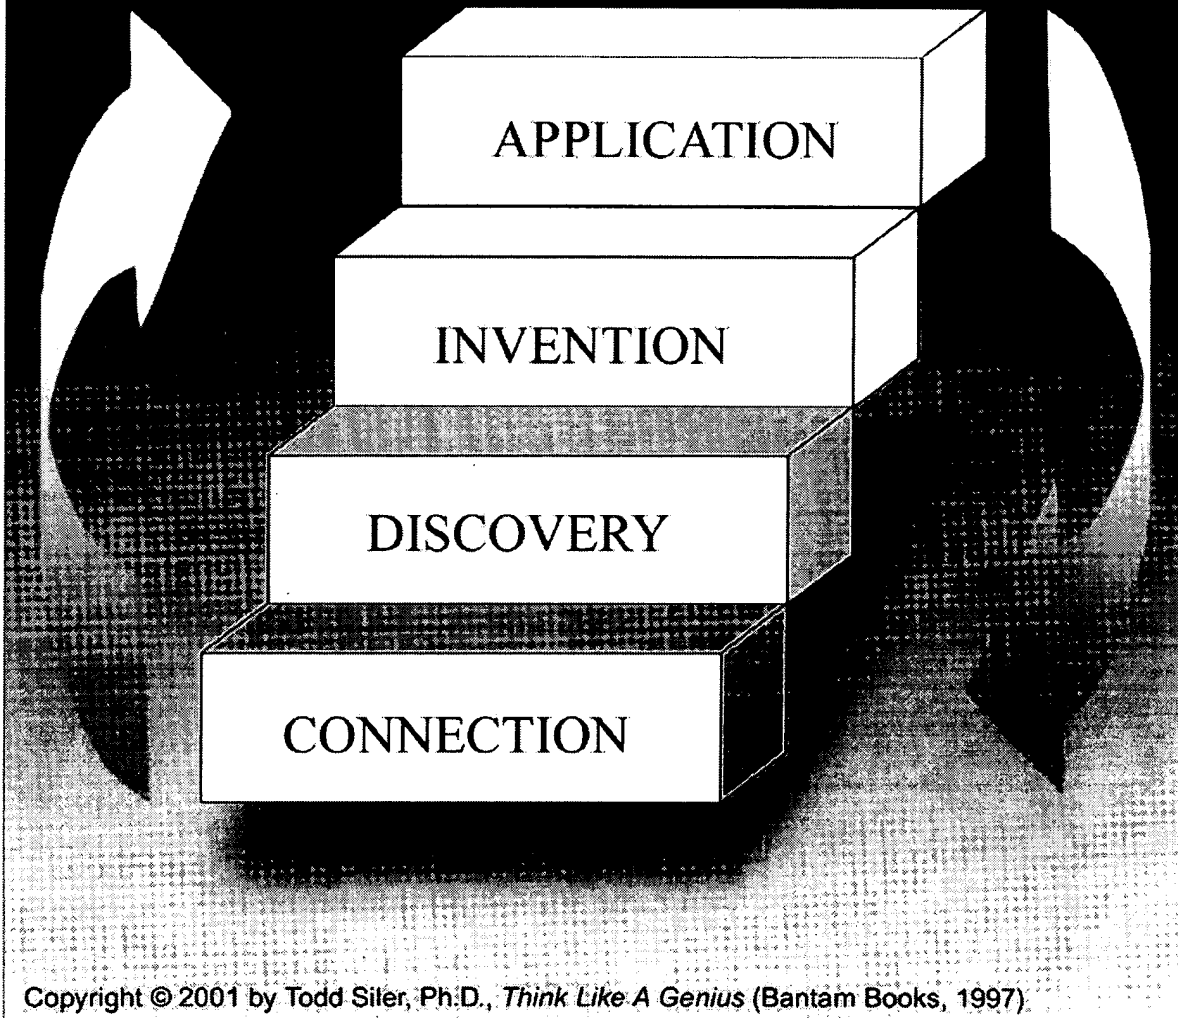 APPLICATION
INVENTION
DISCOVERY
CONNECTION
Copyright © 2001 by Todd Siler, Ph.D., Think Like A Genius (Bantam Books, 1997)